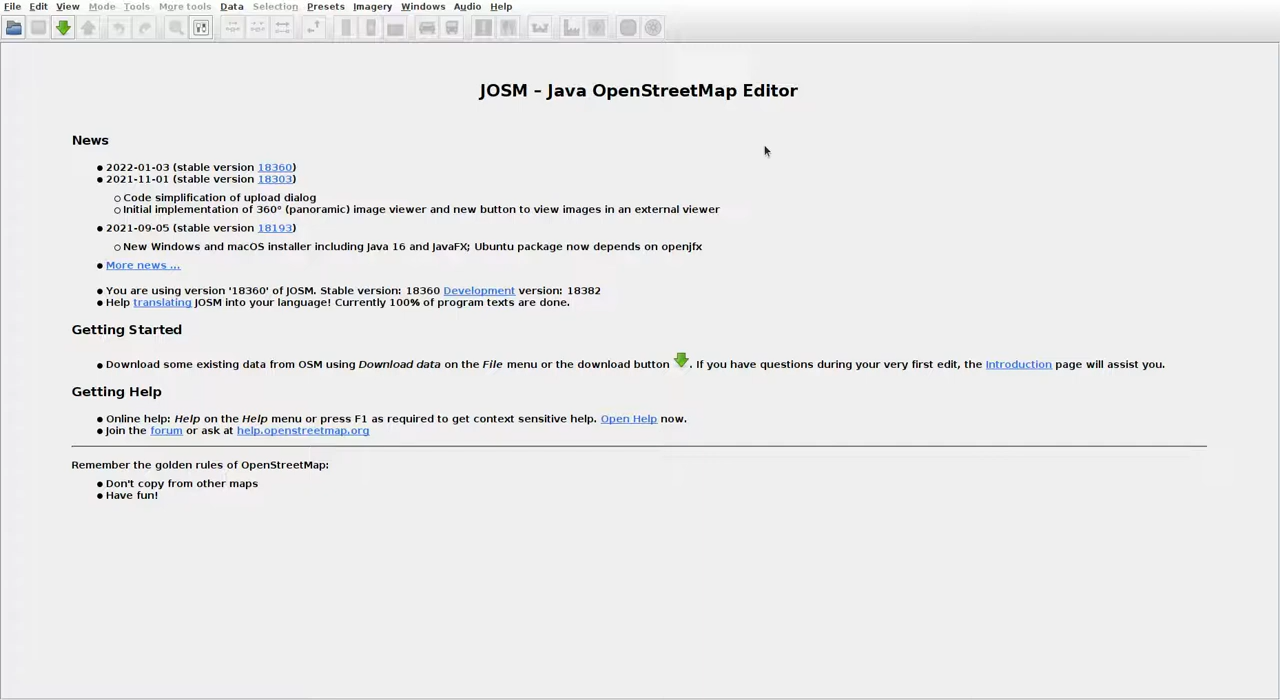 File Edit View Mode Tools More tools Data Selection Presets Imagery Windows Audio Help
JOSM – Java OpenStreetMap Editor
News
2022-01-03 (stable version 18360)
2021-11-01 (stable version 18303)
Code simplification of upload dialog
Initial implementation of 360° (panoramic) image viewer and new button to view images in an external viewer
2021-09-05 (stable version 18193)
New Windows and macOS installer including Java 16 and JavaFX; Ubuntu package now depends on openjfx
More news ...
You are using version '18360' of JOSM. Stable version: 18360 Development version: 18382
Help translating JOSM into your language! Currently 100% of program texts are done.
Getting Started
Download some existing data from OSM using Download data on the File menu or the download button . If you have questions during your very first edit, the Introduction page will assist you.
Getting Help
Online help: Help on the Help menu or press F1 as required to get context sensitive help. Open Help now.
Join the forum or ask at help.openstreetmap.org
Remember the golden rules of OpenStreetMap:
Don't copy from other maps
Have fun!